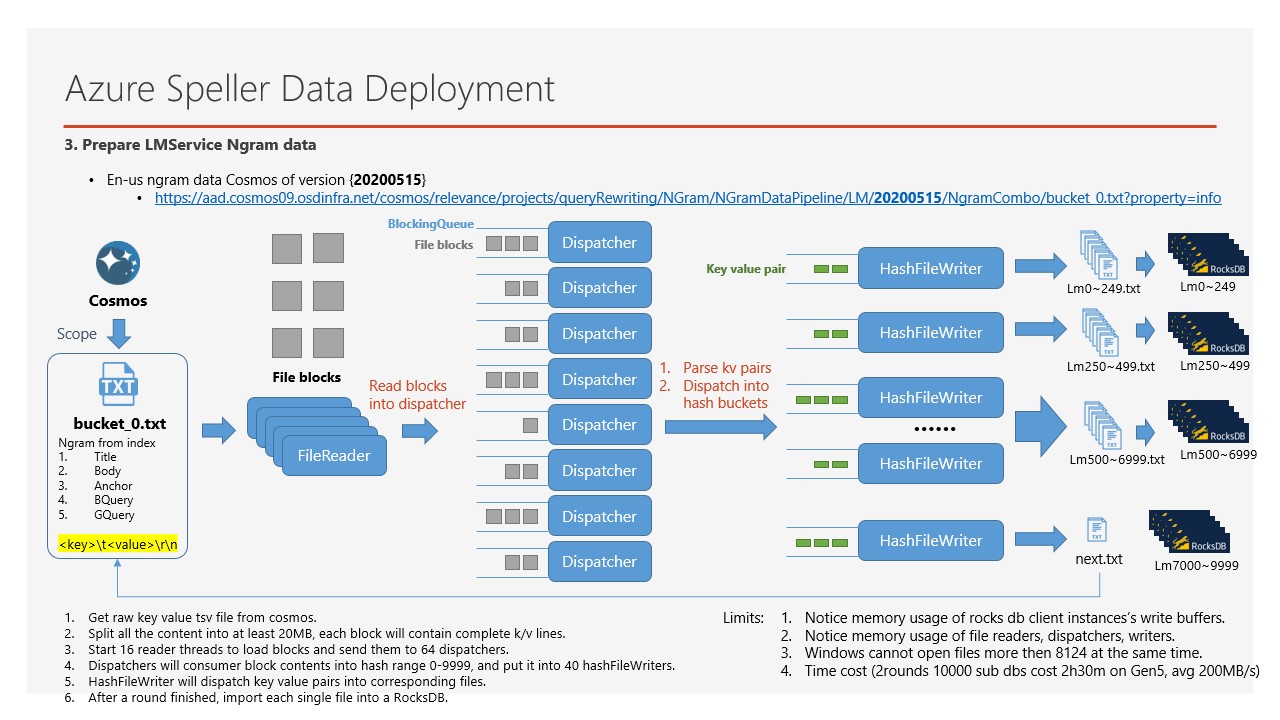 Azure Speller Data Deployment
3. Prepare LMService Ngram data
• En-us ngram data Cosmos of version {20200515}
• https://aad.cosmos09.osdinfra.net/cosmos/relevance/projects/queryRewriting/NGram/NGramDataPipeline/LM/20200515/NgramCombo/bucket_0.txt?property=info
Cosmos
Scope
TXT
bucket_0.txt
Ngram from index
1. Title
2. Body
3. Anchor
4. BQuery
5. GQuery
<key>\t<value>\r\n
File blocks
FileReader
Read blocks
into dispatcher
BlockingQueue
File blocks
Dispatcher
Dispatcher
Dispatcher
Dispatcher
Dispatcher
Dispatcher
Dispatcher
Dispatcher
1. Parse kv pairs
2. Dispatch into
hash buckets
Key value pair
HashFileWriter
HashFileWriter
HashFileWriter
......
HashFileWriter
HashFileWriter
TXT
Lm0~249.txt
RocksDB
Lm0~249
TXT
Lm250~499.txt
RocksDB
Lm250~499
TXT
Lm500~6999.txt
RocksDB
Lm500~6999
TXT
next.txt
RocksDB
Lm7000~9999
1. Get raw key value tsv file from cosmos.
2. Split all the content into at least 20MB, each block will contain complete k/v lines.
3. Start 16 reader threads to load blocks and send them to 64 dispatchers.
4. Dispatchers will consumer block contents into hash range 0-9999, and put it into 40 hashFileWriters.
5. HashFileWriter will dispatch key value pairs into corresponding files.
6. After a round finished, import each single file into a RocksDB.
Limits:
1. Notice memory usage of rocks db client instances's write buffers.
2. Notice memory usage of file readers, dispatchers, writers.
3. Windows cannot open files more then 8124 at the same time.
4. Time cost (2rounds 10000 sub dbs cost 2h30m on Gen5, avg 200MB/s)